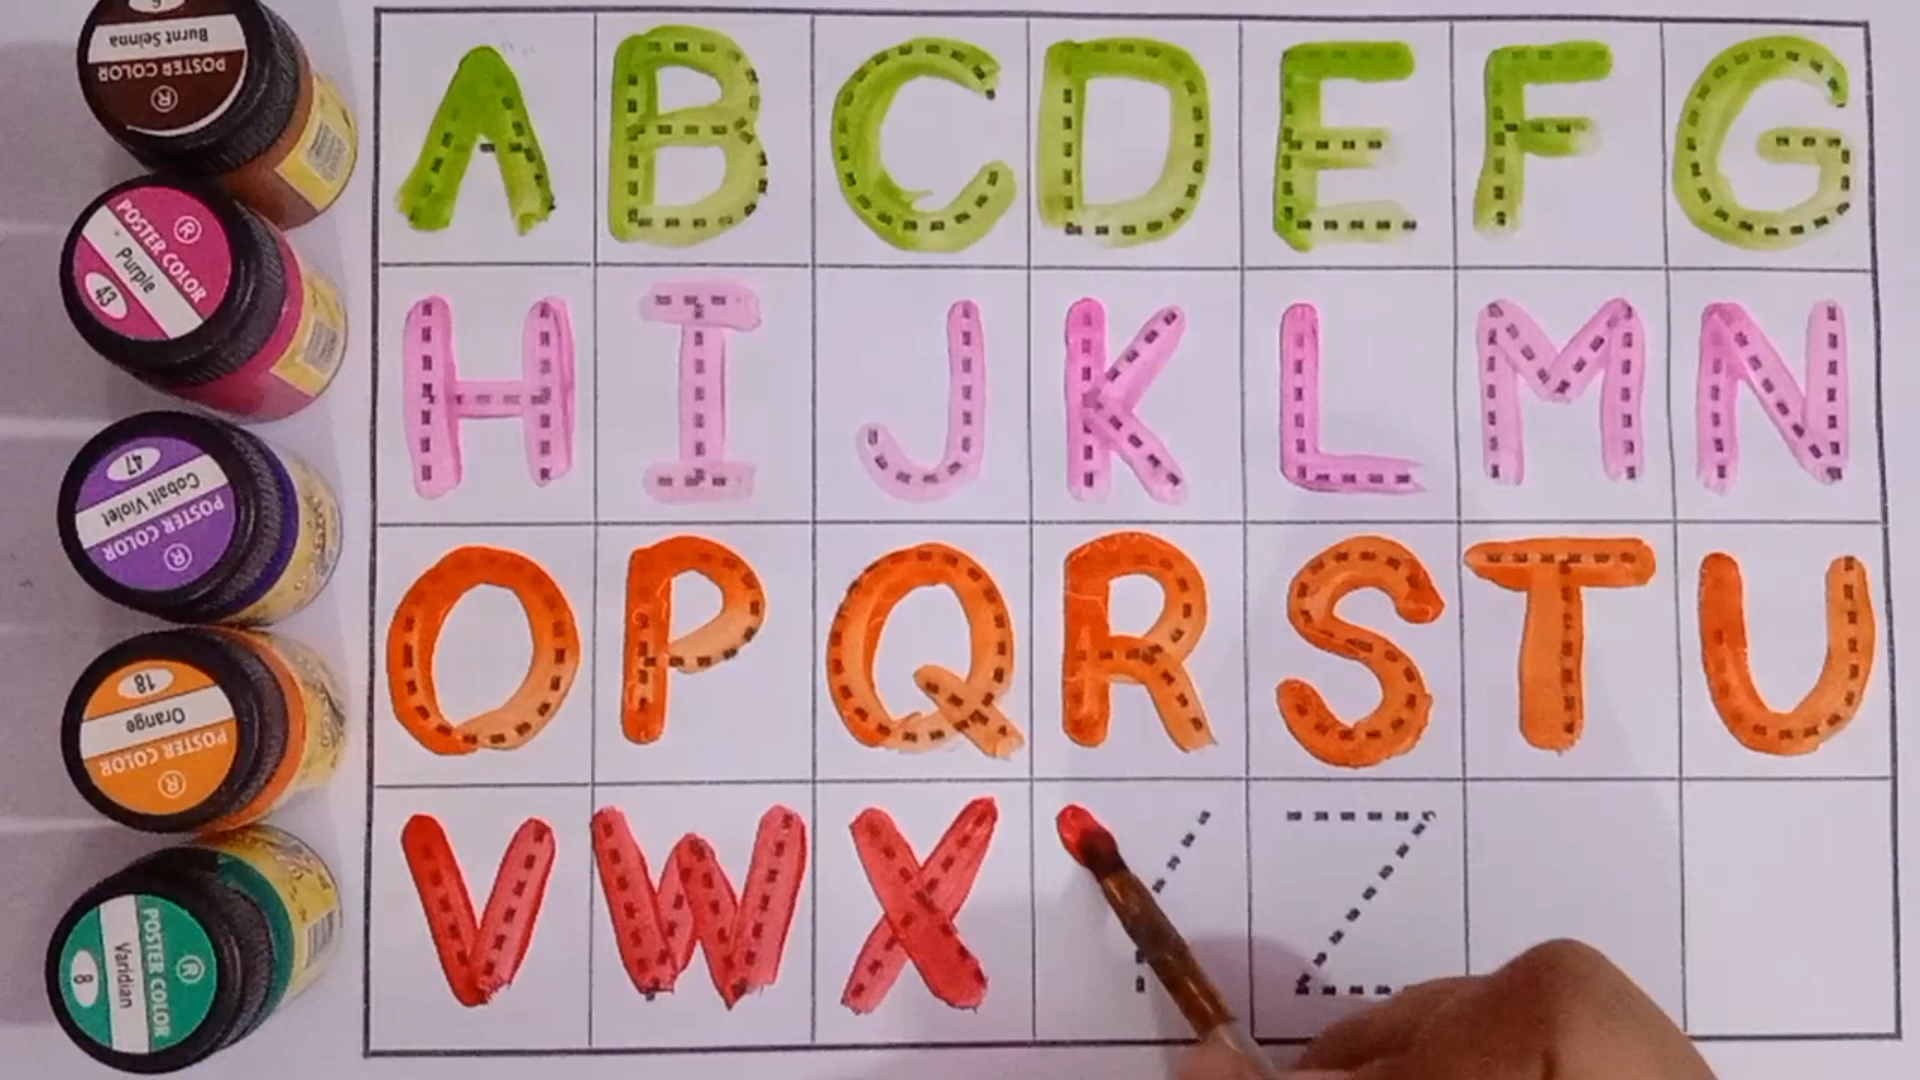 6
Burnt Seinna
POSTER COLOR
®
POSTER COLOR ®
Purple
43
47
Cobalt Violet
POSTER COLOR
®
18
Orange
POSTER COLOR
®
POSTER COLOR ®
Varidian
8
A B C D E F G
H I J K L M N
O P Q R S T U
V W X Y Z